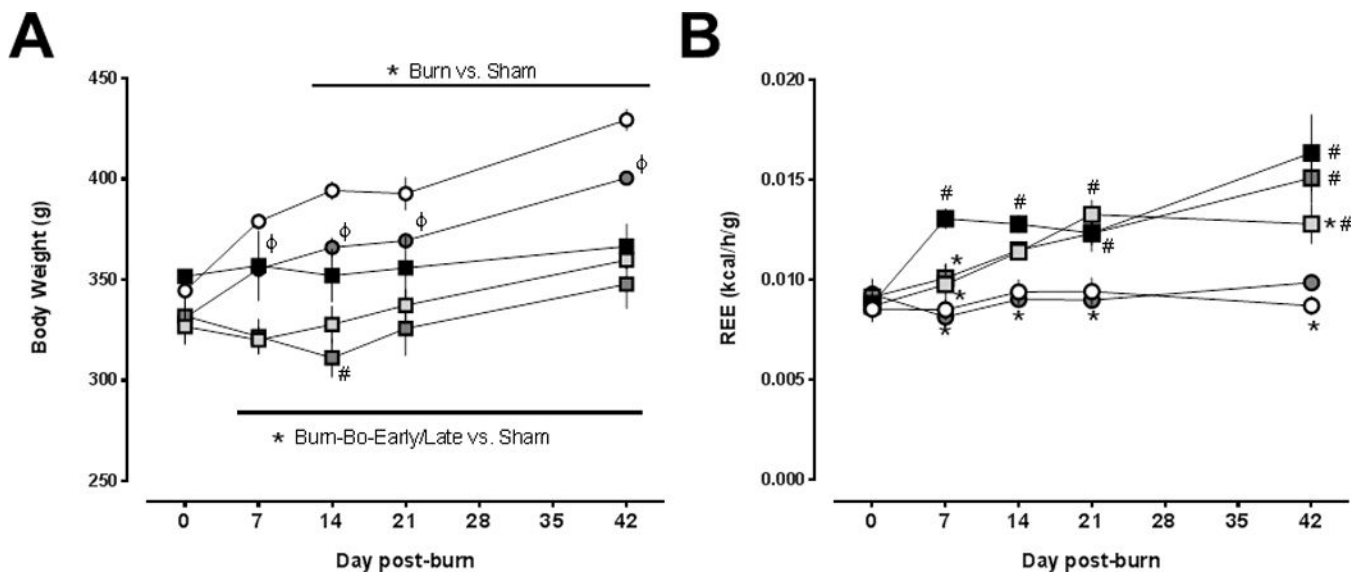 A
* Burn vs. Sham
450
400
350
300
250
Body Weight (g)
ϕ
ϕ
ϕ
ϕ
#
* Burn-Bo-Early/Late vs. Sham
0 7 14 21 28 35 42
Day post-burn
B
0.020
0.015
0.010
0.005
0.000
REE (kcal/h/g)
# # # #
#
#
* #
*
*
* * * *
0 7 14 21 28 35 42
Day post-burn